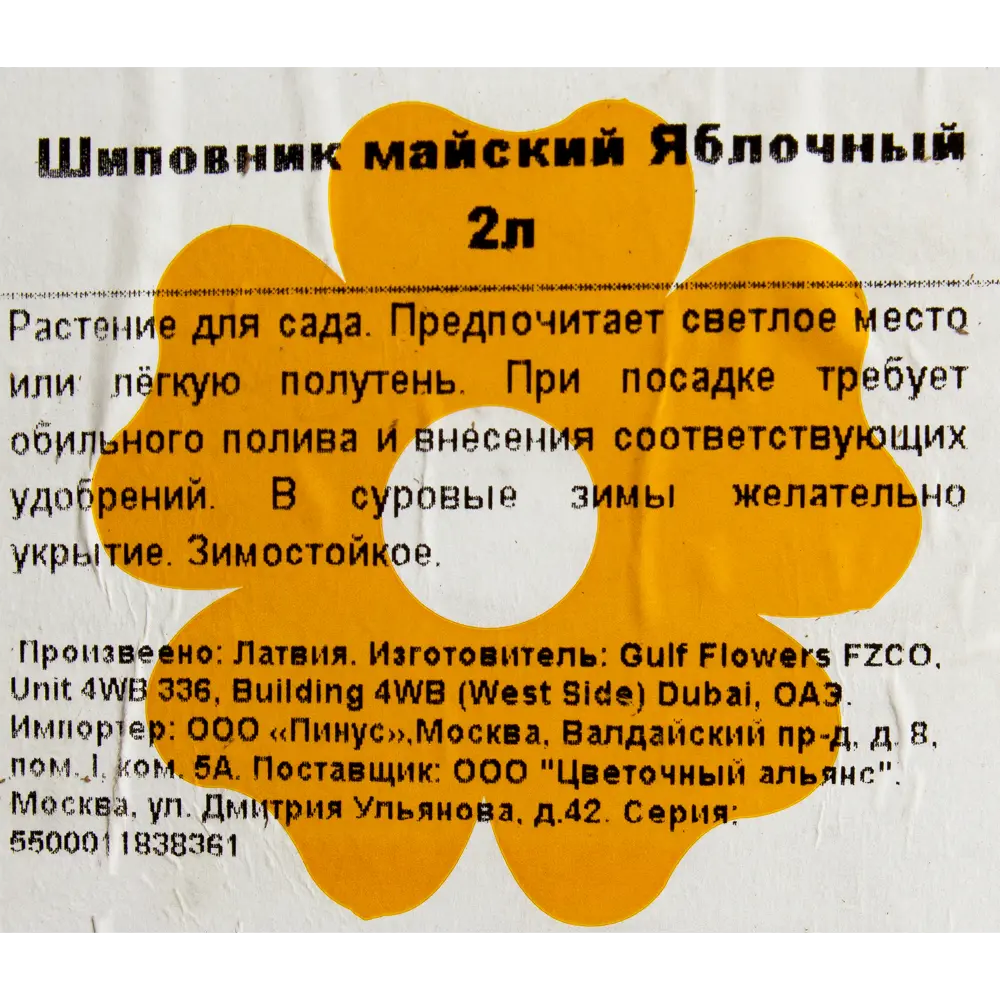 Шиповник майский Яблочный
2л
Растение для сада. Предпочитает светлое место
или лёгкую полутень. При посадке требует
обильного полива и внесения соответствующих
удобрений. В суровые зимы желательно
укрытие. Зимостойкое.
Произвеено: Латвия. Изготовитель: Gulf Flowers FZCO,
Unit 4WB 336, Building 4WB (West Side) Dubai, ОАЭ.
Импортер: ООО «Пинус»,Москва, Валдайский пр-д, д. 8,
пом. I, ком. 5А. Поставщик: ООО "Цветочный альянс".
Москва, ул. Дмитрия Ульянова, д.42. Серия:
5500011838361